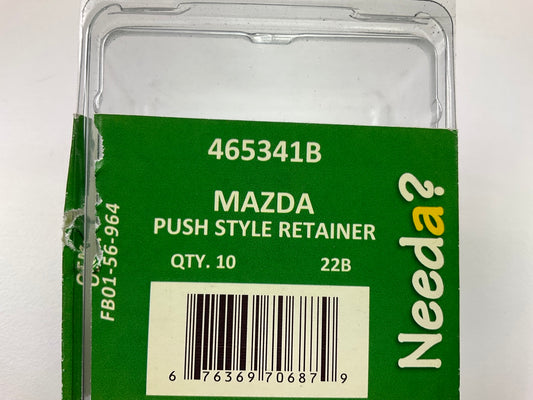 465341B
MAZDA
PUSH STYLE RETAINER
QTY. 10 22B
6 76369 70687 9
Needa?
FB01-56-964